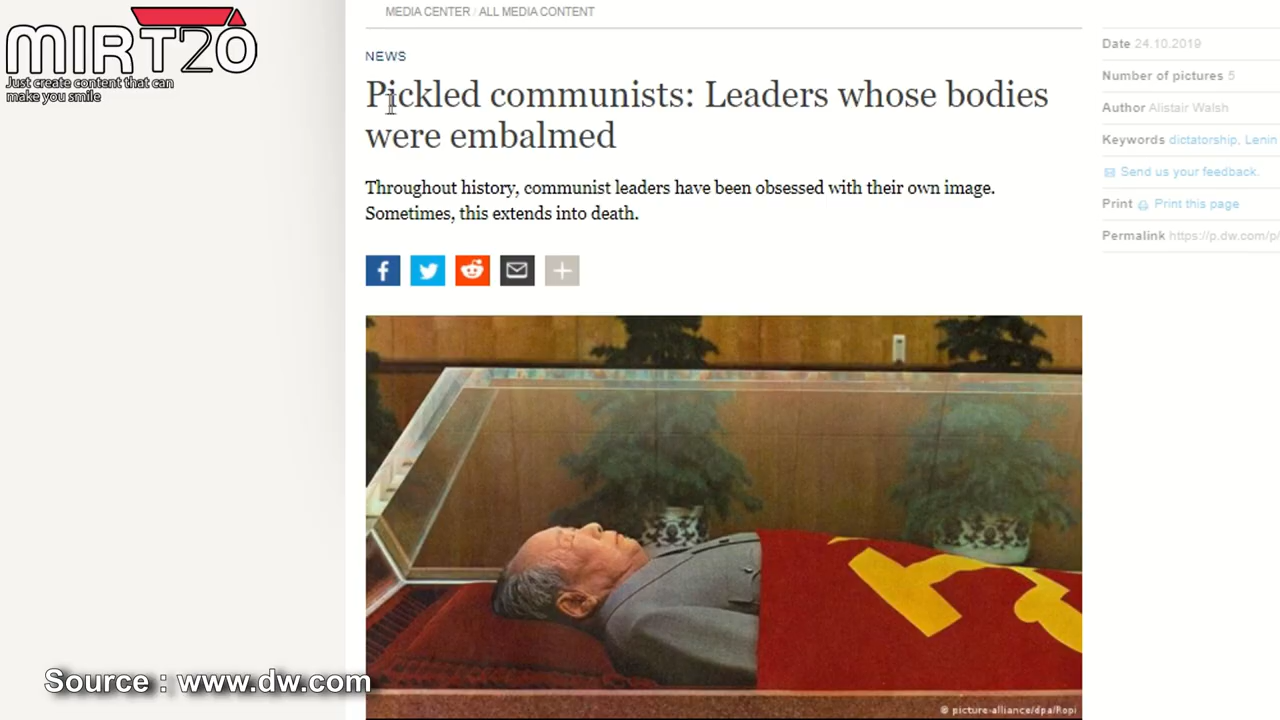 MIRT20
Just create content that can
make you smile
MEDIA CENTER / ALL MEDIA CONTENT
NEWS
Pickled communists: Leaders whose bodies
were embalmed
Throughout history, communist leaders have been obsessed with their own image.
Sometimes, this extends into death.
Date 24.10.2019
Number of pictures 5
Author Alistair Walsh
Keywords dictatorship, Lenin
Send us your feedback.
Print Print this page
Permalink https://p.dw.com/p/
Source : www.dw.com
© picture-alliance/dpa/Ropi